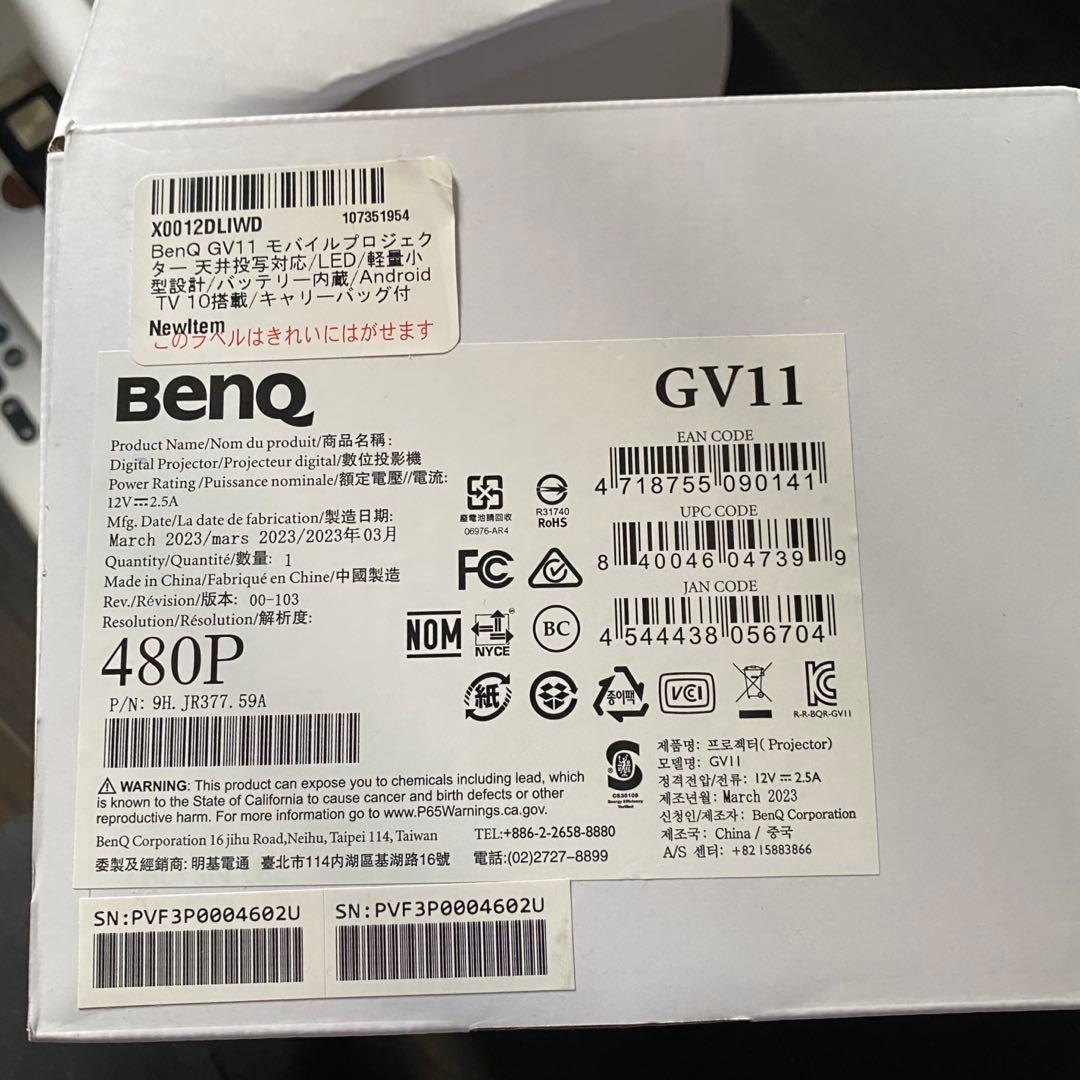 X0012DLIWD 107351954
BenQ GV11 モバイルプロジェク
ター 天井投写対応/LED/軽量小
型設計/バッテリー内蔵/Android
TV 10搭載/キャリーバッグ付
NewItem
このラベルはきれいにはがせます
BenQ
GV11
Product Name/Nom du produit/商品名稱:
Digital Projector/Projecteur digital/數位投影機
Power Rating /Puissance nominale/額定電壓//電流:
12V⎓2.5A
Mfg. Date/La date de fabrication/製造日期:
March 2023/mars 2023/2023年03月
Quantity/Quantité/數量: 1
Made in China/Fabriqué en Chine/中國製造
Rev./Révision/版本: 00-103
Resolution/Résolution/解析度:
480P
P/N: 9H.JR377.59A
廢電池請回收
06976-AR4
R31740
RoHS
FC
NOM
NYCE
BC
紙
종이팩
VCCI
R-R-BQR-GV11
EAN CODE
4 718755 090141
UPC CODE
8 40046 04739 9
JAN CODE
4 544438 056704
WARNING: This product can expose you to chemicals including lead, which
is known to the State of California to cause cancer and birth defects or other
reproductive harm. For more information go to www.P65Warnings.ca.gov.
BenQ Corporation 16 jihu Road,Neihu, Taipei 114, Taiwan TEL:+886-2-2658-8880
委製及經銷商: 明基電通 臺北市114內湖區基湖路16號 電話:(02)2727-8899
CS38109
Energy Efficiency
Verified
제품명: 프로젝터( Projector)
모델명: GV11
정격전압/전류: 12V⎓2.5A
제조년월: March 2023
신청인/제조자: BenQ Corporation
제조국: China / 중국
A/S 센터: +82 15883866
SN:PVF3P0004602U
SN:PVF3P0004602U